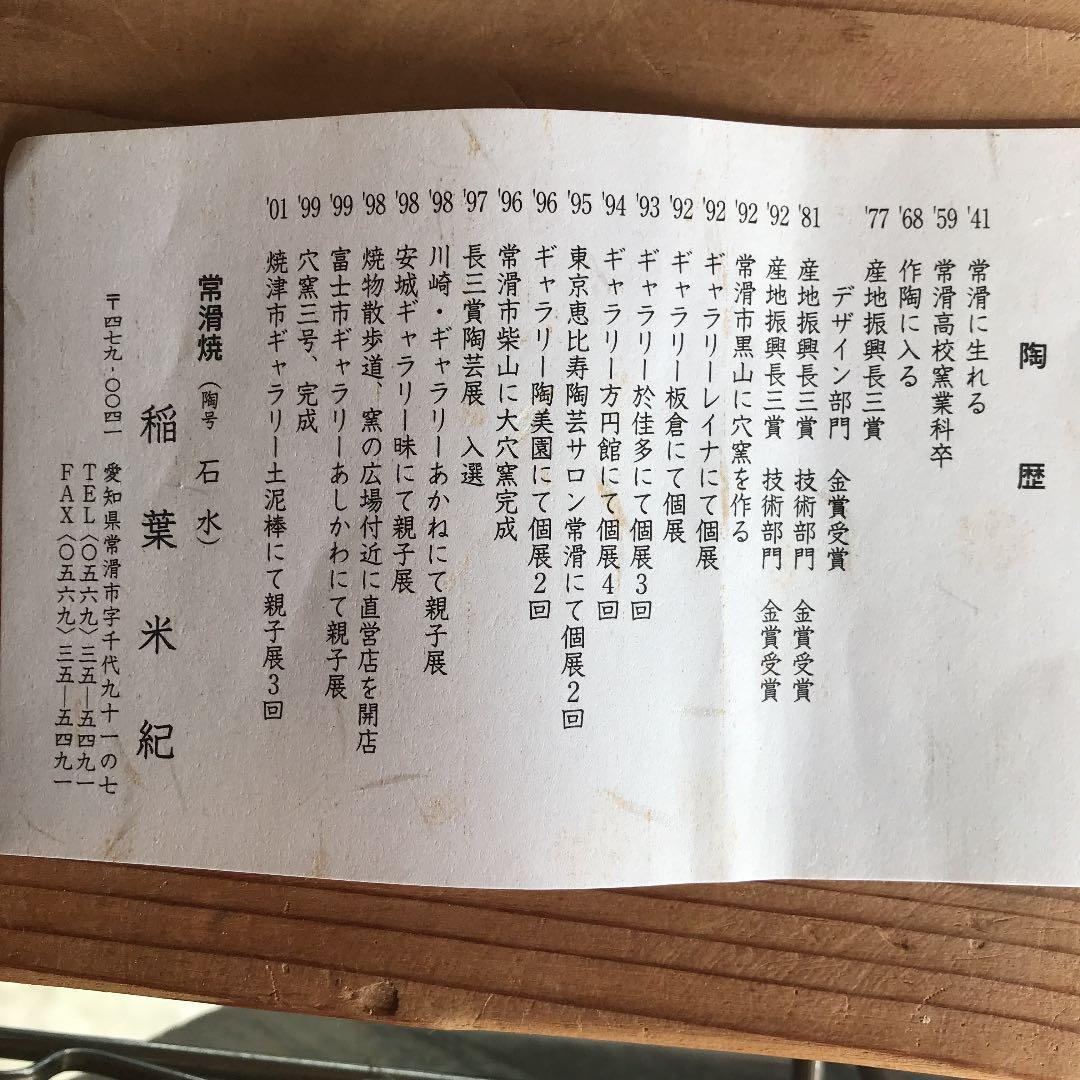 陶歴
'41 常滑に生れる
'59 常滑高校窯業科卒
'68 作陶に入る
'77 産地振興長三賞
デザイン部門 金賞受賞
'81 産地振興長三賞 技術部門 金賞受賞
'92 産地振興長三賞 技術部門 金賞受賞
'92 常滑市黒山に穴窯を作る
'92 ギャラリーレイナにて個展
'92 ギャラリー板倉にて個展
'93 ギャラリー於佳多にて個展3回
'94 ギャラリー方円館にて個展4回
'95 東京恵比寿陶芸サロン常滑にて個展2回
'96 ギャラリー陶美園にて個展2回
'96 常滑市柴山に大穴窯完成
'97 長三賞陶芸展 入選
'98 川崎・ギャラリーあかねにて親子展
'98 安城ギャラリー昧にて親子展
'98 焼物散歩道、窯の広場付近に直営店を開店
'99 富士市ギャラリーあしかわにて親子展
'99 穴窯三号、完成
'01 焼津市ギャラリー土泥棒にて親子展3回
常滑焼(陶号 石水)
稲葉米紀
〒四七九-〇〇四一 愛知県常滑市字千代九十一の七
TEL〈〇五六九〉三五―五四九一
FAX〈〇五六九〉三五―五四九一